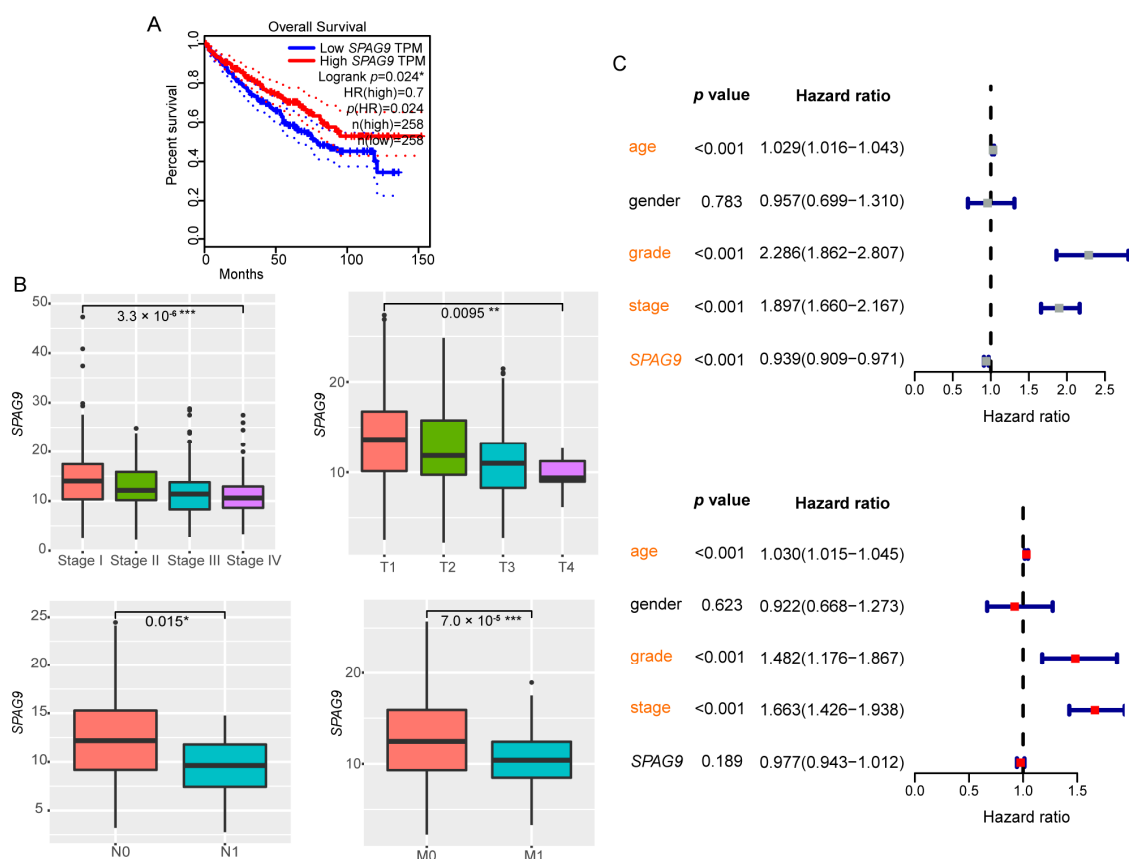 A
Overall Survival
Low SPAG9 TPM
High SPAG9 TPM
Logrank p=0.024*
HR(high)=0.7
p(HR)=0.024
n(high)=258
n(low)=258
Percent survival
0.0 0.2 0.4 0.6 0.8 1.0
0 50 100 150
Months
B
50
40
30
20
10
0
SPAG9
3.3 × 10-6 ***
Stage I Stage II Stage III Stage IV
20
10
SPAG9
0.0095 **
T1 T2 T3 T4
25
20
15
10
5
SPAG9
0.015*
N0 N1
20
10
SPAG9
7.0 × 10-5 ***
M0 M1
C
p value Hazard ratio
age <0.001 1.029(1.016−1.043)
gender 0.783 0.957(0.699−1.310)
grade <0.001 2.286(1.862−2.807)
stage <0.001 1.897(1.660−2.167)
SPAG9 <0.001 0.939(0.909−0.971)
0.0 0.5 1.0 1.5 2.0 2.5
Hazard ratio
p value Hazard ratio
age <0.001 1.030(1.015−1.045)
gender 0.623 0.922(0.668−1.273)
grade <0.001 1.482(1.176−1.867)
stage <0.001 1.663(1.426−1.938)
SPAG9 0.189 0.977(0.943−1.012)
0.0 0.5 1.0 1.5
Hazard ratio